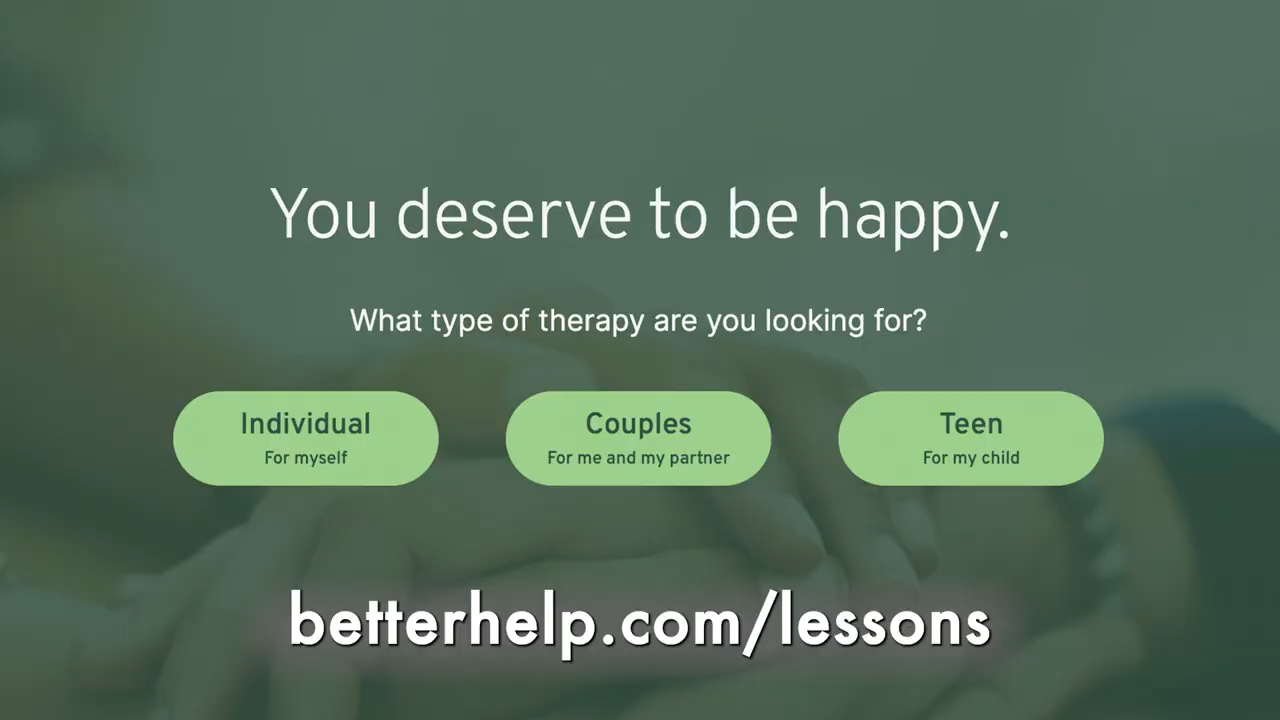 You deserve to be happy.
What type of therapy are you looking for?
Individual
For myself
Couples
For me and my partner
Teen
For my child
betterhelp.com/lessons